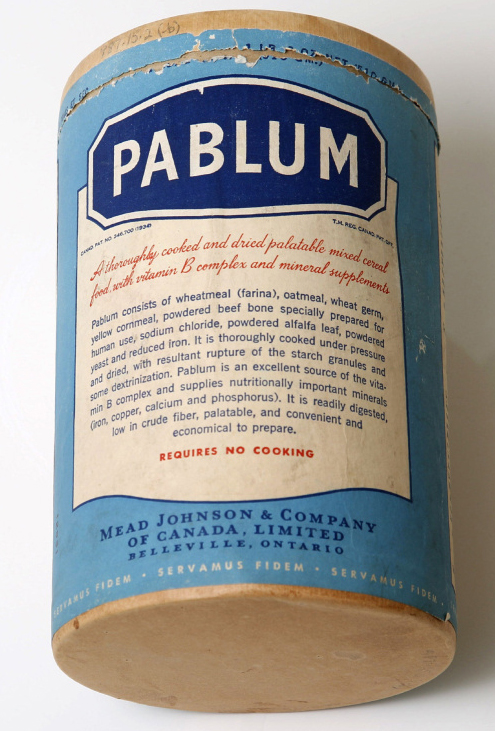 PABLUM
CANAD. PAT. NO. 346,700 (1934)
T.M. REG. CANAD. PAT. OFF.
A thoroughly cooked and dried palatable mixed cereal
food, with vitamin B complex and mineral supplements
Pablum consists of wheatmeal (farina), oatmeal, wheat germ,
yellow cornmeal, powdered beef bone specially prepared for
human use, sodium chloride, powdered alfalfa leaf, powdered
yeast and reduced iron. It is thoroughly cooked under pressure
and dried, with resultant rupture of the starch granules and
some dextrinization. Pablum is an excellent source of the vita-
min B complex and supplies nutritionally important minerals
(iron, copper, calcium and phosphorus). It is readily digested,
low in crude fiber, palatable, and convenient and
economical to prepare.
REQUIRES NO COOKING
MEAD JOHNSON & COMPANY
OF CANADA, LIMITED
BELLEVILLE, ONTARIO
SERVAMUS FIDEM • SERVAMUS FIDEM • SERVAMUS FIDEM •